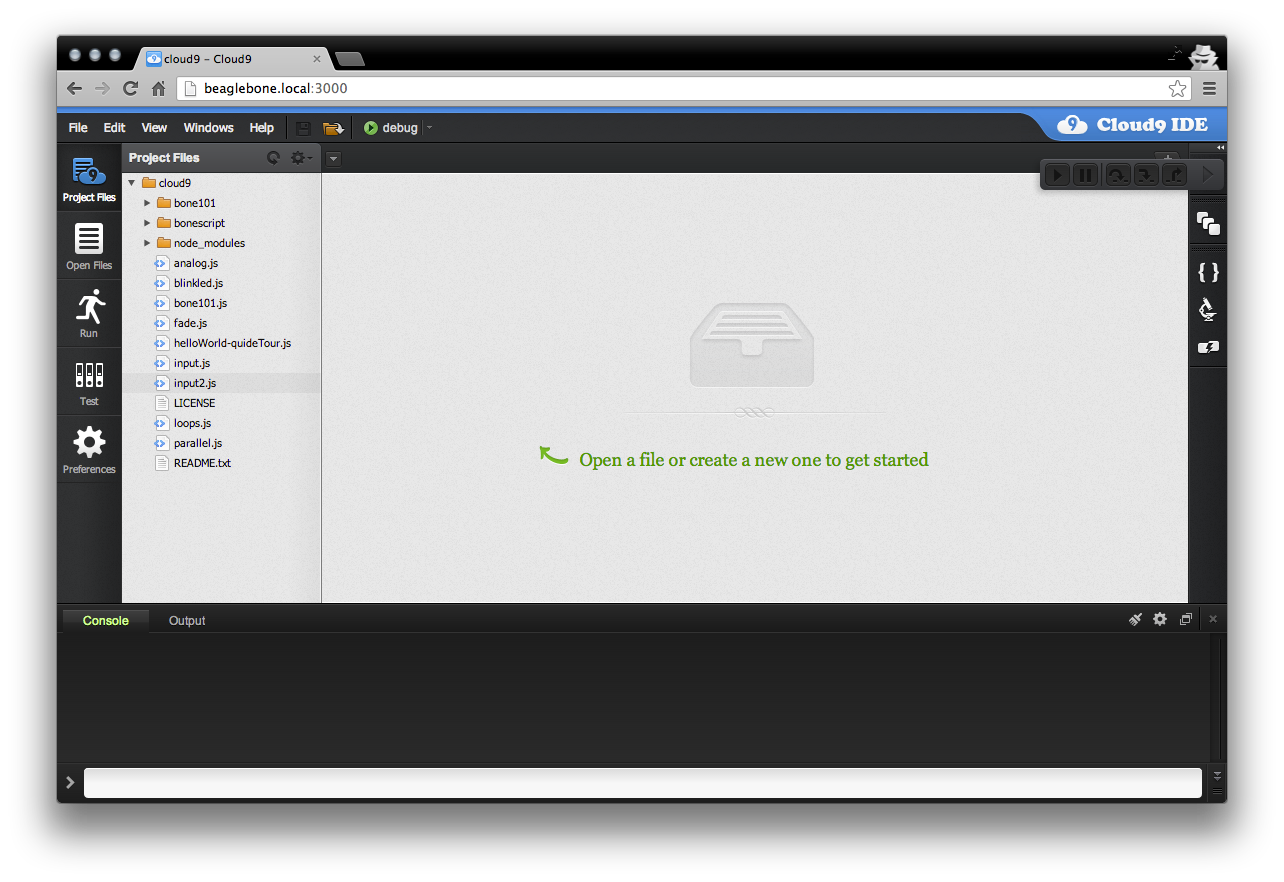 cloud9 – Cloud9
beaglebone.local:3000
File Edit View Windows Help debug
9 Cloud9 IDE
Project Files
Project Files
Open Files
Run
Test
Preferences
cloud9
bone101
bonescript
node_modules
analog.js
blinkled.js
bone101.js
fade.js
helloWorld-quideTour.js
input.js
input2.js
LICENSE
loops.js
parallel.js
README.txt
Open a file or create a new one to get started
Console Output